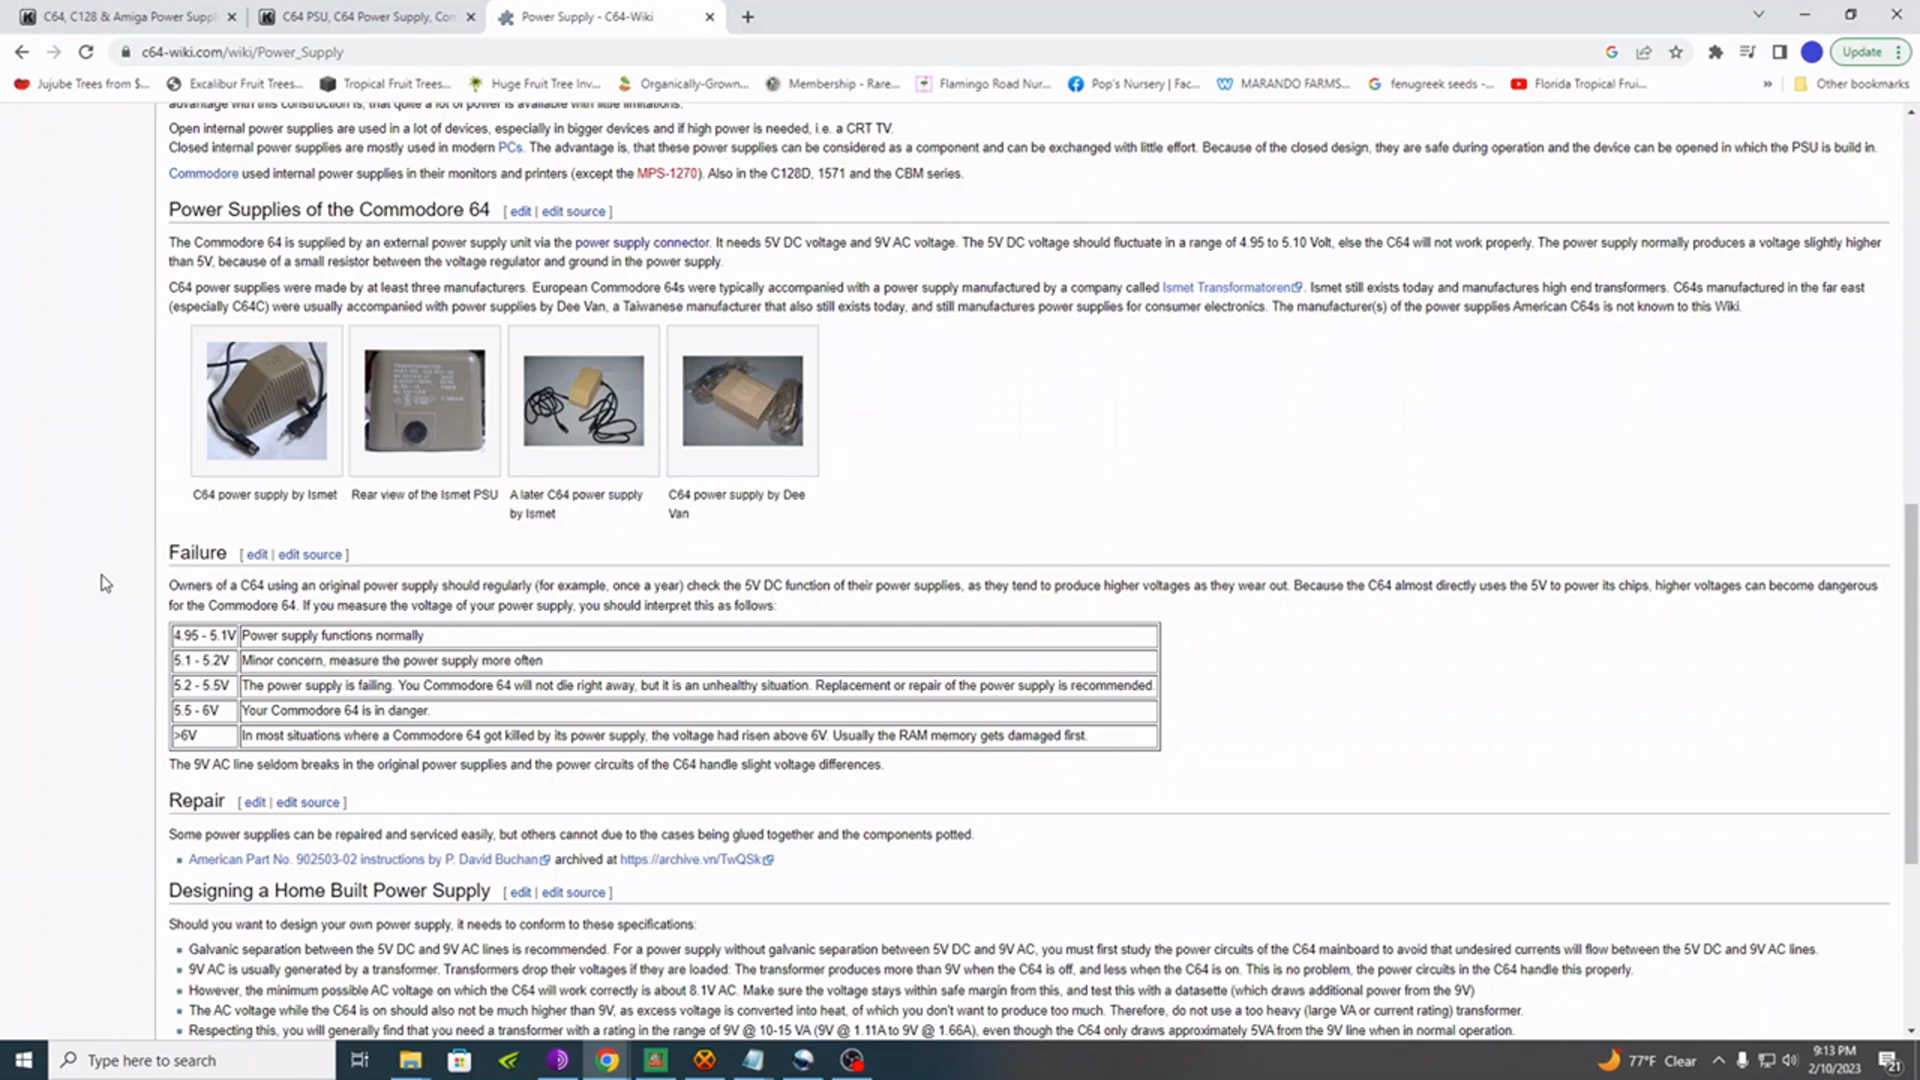 C64, C128 & Amiga Power Suppl
C64 PSU, C64 Power Supply, Com
Power Supply - C64-Wiki
c64-wiki.com/wiki/Power_Supply
Update
Jujube Trees from $...
Excalibur Fruit Trees...
Tropical Fruit Trees...
Huge Fruit Tree Inv...
Organically-Grown...
Membership - Rare...
Flamingo Road Nur...
Pop's Nursery | Fac...
MARANDO FARMS...
fenugreek seeds -...
Florida Tropical Frui...
»
Other bookmarks
advantage with this construction is, that quite a lot of power is available with little limitations.
Open internal power supplies are used in a lot of devices, especially in bigger devices and if high power is needed, i.e. a CRT TV.
Closed internal power supplies are mostly used in modern PCs. The advantage is, that these power supplies can be considered as a component and can be exchanged with little effort. Because of the closed design, they are safe during operation and the device can be opened in which the PSU is build in.
Commodore used internal power supplies in their monitors and printers (except the MPS-1270). Also in the C128D, 1571 and the CBM series.
Power Supplies of the Commodore 64 [ edit | edit source ]
The Commodore 64 is supplied by an external power supply unit via the power supply connector. It needs 5V DC voltage and 9V AC voltage. The 5V DC voltage should fluctuate in a range of 4.95 to 5.10 Volt, else the C64 will not work properly. The power supply normally produces a voltage slightly higher
than 5V, because of a small resistor between the voltage regulator and ground in the power supply.
C64 power supplies were made by at least three manufacturers. European Commodore 64s were typically accompanied with a power supply manufactured by a company called Ismet Transformatoren. Ismet still exists today and manufactures high end transformers. C64s manufactured in the far east
(especially C64C) were usually accompanied with power supplies by Dee Van, a Taiwanese manufacturer that also still exists today, and still manufactures power supplies for consumer electronics. The manufacturer(s) of the power supplies American C64s is not known to this Wiki.
C64 power supply by Ismet
Rear view of the Ismet PSU
A later C64 power supply
by Ismet
C64 power supply by Dee
Van
Failure [ edit | edit source ]
Owners of a C64 using an original power supply should regularly (for example, once a year) check the 5V DC function of their power supplies, as they tend to produce higher voltages as they wear out. Because the C64 almost directly uses the 5V to power its chips, higher voltages can become dangerous
for the Commodore 64. If you measure the voltage of your power supply, you should interpret this as follows:
4.95 - 5.1V Power supply functions normally
5.1 - 5.2V Minor concern, measure the power supply more often
5.2 - 5.5V The power supply is failing. You Commodore 64 will not die right away, but it is an unhealthy situation. Replacement or repair of the power supply is recommended.
5.5 - 6V Your Commodore 64 is in danger.
>6V In most situations where a Commodore 64 got killed by its power supply, the voltage had risen above 6V. Usually the RAM memory gets damaged first.
The 9V AC line seldom breaks in the original power supplies and the power circuits of the C64 handle slight voltage differences.
Repair [ edit | edit source ]
Some power supplies can be repaired and serviced easily, but others cannot due to the cases being glued together and the components potted.
American Part No. 902503-02 instructions by P. David Buchan archived at https://archive.vn/TwQSk
Designing a Home Built Power Supply [ edit | edit source ]
Should you want to design your own power supply, it needs to conform to these specifications:
Galvanic separation between the 5V DC and 9V AC lines is recommended. For a power supply without galvanic separation between 5V DC and 9V AC, you must first study the power circuits of the C64 mainboard to avoid that undesired currents will flow between the 5V DC and 9V AC lines.
9V AC is usually generated by a transformer. Transformers drop their voltages if they are loaded: The transformer produces more than 9V when the C64 is off, and less when the C64 is on. This is no problem, the power circuits in the C64 handle this properly.
However, the minimum possible AC voltage on which the C64 will work correctly is about 8.1V AC. Make sure the voltage stays within safe margin from this, and test this with a datasette (which draws additional power from the 9V)
The AC voltage while the C64 is on should also not be much higher than 9V, as excess voltage is converted into heat, of which you don't want to produce too much. Therefore, do not use a too heavy (large VA or current rating) transformer.
Respecting this, you will generally find that you need a transformer with a rating in the range of 9V @ 10-15 VA (9V @ 1.11A to 9V @ 1.66A), even though the C64 only draws approximately 5VA from the 9V line when in normal operation.
Type here to search
77°F Clear
9:13 PM
2/10/2023
21